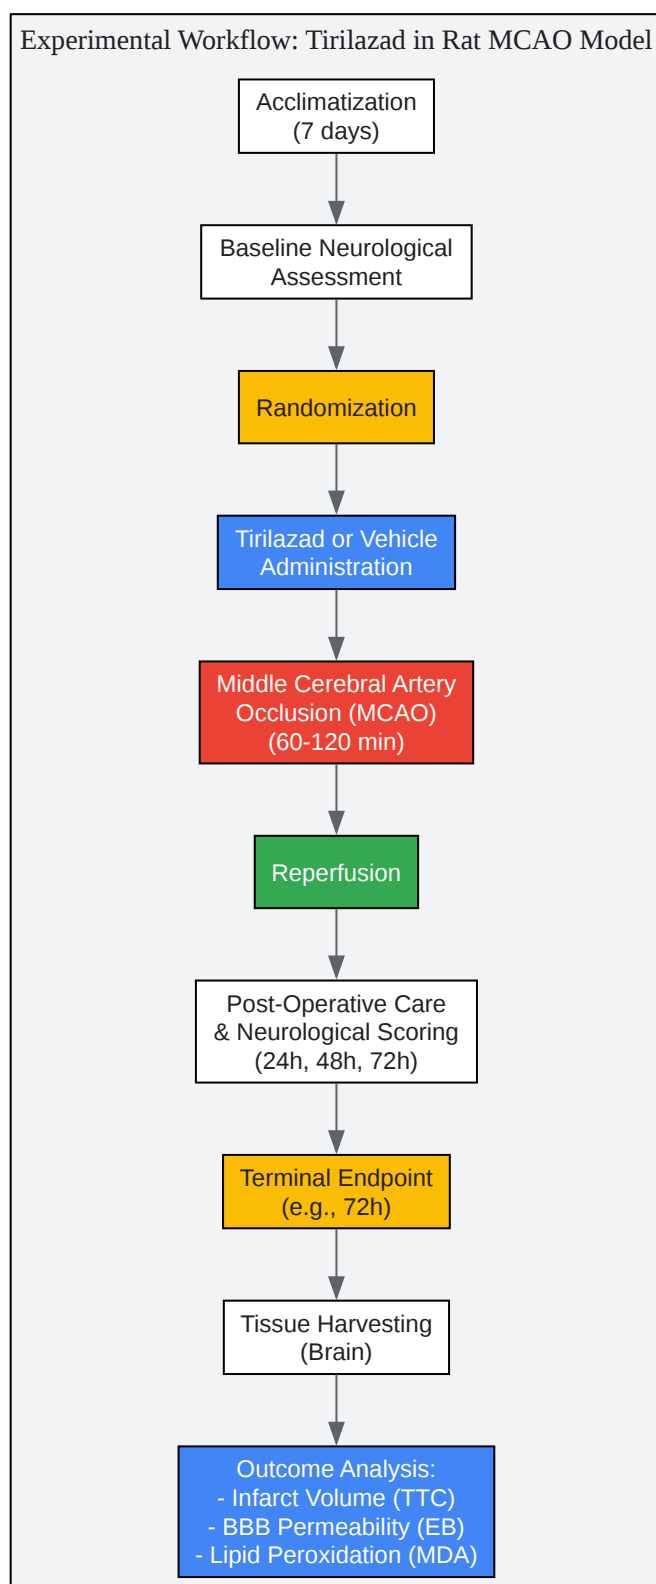 Experimental Workflow: Tirilazad in Rat MCAO Model
Acclimatization
(7 days)
Baseline Neurological
Assessment
Randomization
Tirilazad or Vehicle
Administration
Middle Cerebral Artery
Occlusion (MCAO)
(60-120 min)
Reperfusion
Post-Operative Care
& Neurological Scoring
(24h, 48h, 72h)
Terminal Endpoint
(e.g., 72h)
Tissue Harvesting
(Brain)
Outcome Analysis:
- Infarct Volume (TTC)
- BBB Permeability (EB)
- Lipid Peroxidation (MDA)